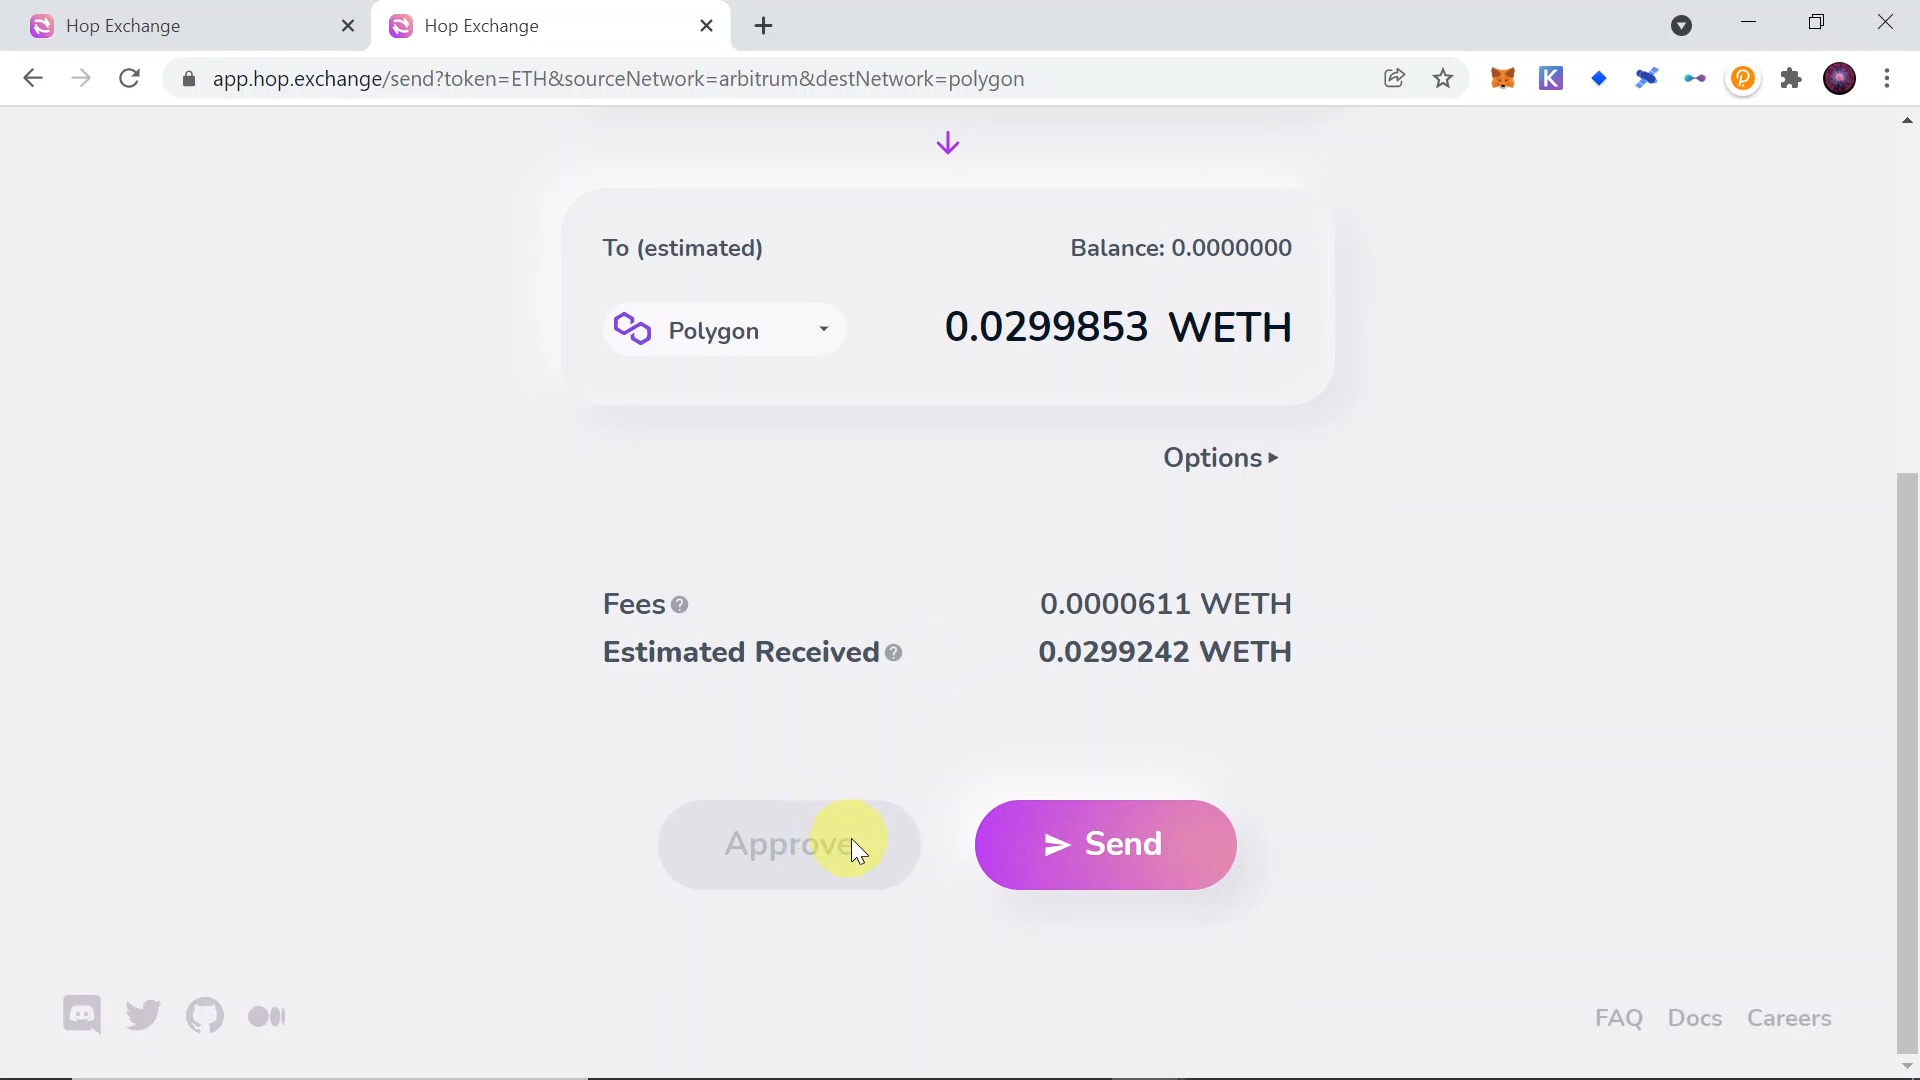 Hop Exchange
Hop Exchange
app.hop.exchange/send?token=ETH&sourceNetwork=arbitrum&destNetwork=polygon
To (estimated)
Balance: 0.0000000
Polygon
0.0299853 WETH
Options
Fees
0.0000611 WETH
Estimated Received
0.0299242 WETH
Approve
Send
FAQ Docs Careers